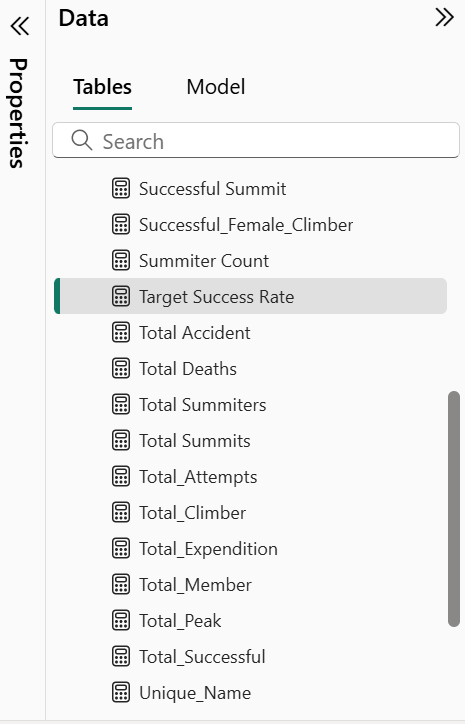 Data
Properties
Tables
Model
Search
Successful Summit
Successful_Female_Climber
Summiter Count
Target Success Rate
Total Accident
Total Deaths
Total Summiters
Total Summits
Total_Attempts
Total_Climber
Total_Expendition
Total_Member
Total_Peak
Total_Successful
Unique_Name